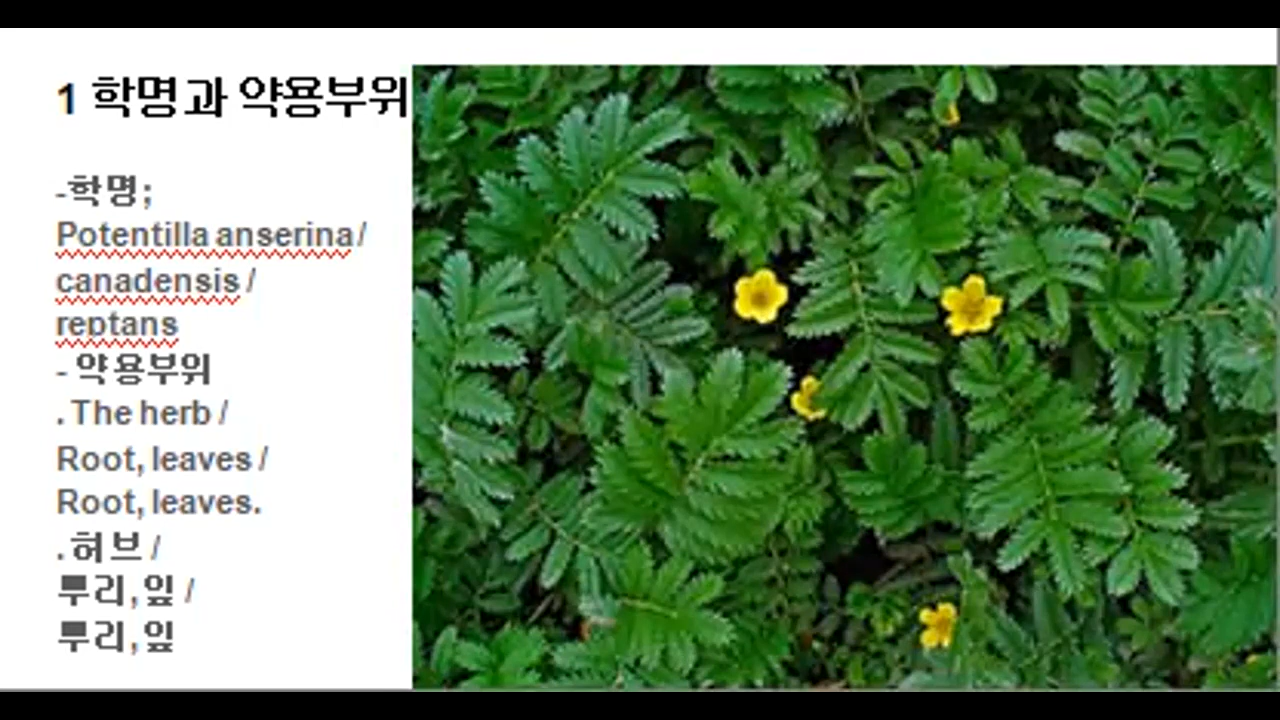 1 학명과 약용부위
-학명;
Potentilla anserina/
canadensis /
reptans
- 약용부위
. The herb /
Root, leaves /
Root, leaves.
. 허브 /
뿌리,잎 /
뿌리,잎